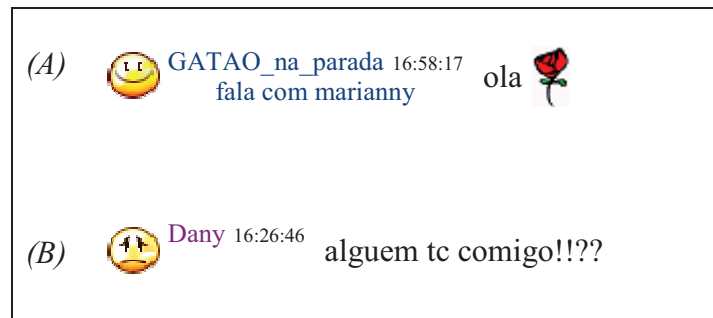 (A) GATAO_na_parada 16:58:17 ola
fala com marianny
(B) Dany 16:26:46 alguem tc comigo!!??